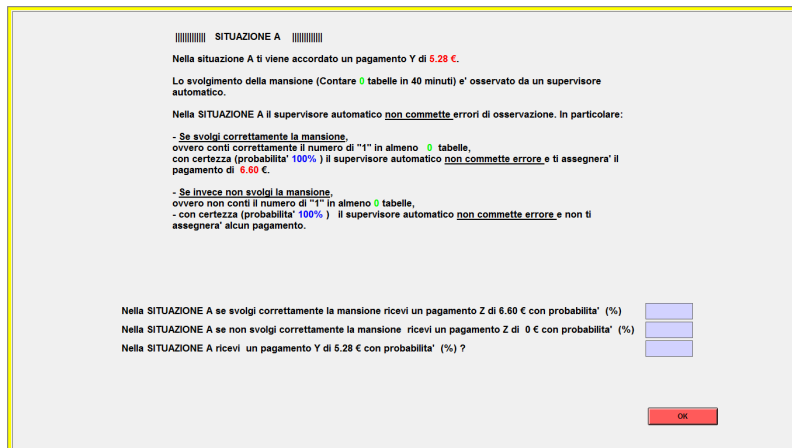 |||||||||||| SITUAZIONE A ||||||||||||
Nella situazione A ti viene accordato un pagamento Y di 5.28 €.
Lo svolgimento della mansione (Contare 0 tabelle in 40 minuti) e' osservato da un supervisore
automatico.
Nella SITUAZIONE A il supervisore automatico non commette errori di osservazione. In particolare:
- Se svolgi correttamente la mansione,
ovvero conti correttamente il numero di "1" in almeno 0 tabelle,
con certezza (probabilita' 100% ) il supervisore automatico non commette errore e ti assegnera' il
pagamento di 6.60 €.
- Se invece non svolgi la mansione,
ovvero non conti il numero di "1" in almeno 0 tabelle,
- con certezza (probabilita' 100% ) il supervisore automatico non commette errore e non ti
assegnera' alcun pagamento.
Nella SITUAZIONE A se svolgi correttamente la mansione ricevi un pagamento Z di 6.60 € con probabilita' (%)
Nella SITUAZIONE A se non svolgi correttamente la mansione ricevi un pagamento Z di 0 € con probabilita' (%)
Nella SITUAZIONE A ricevi un pagamento Y di 5.28 € con probabilita' (%) ?
OK